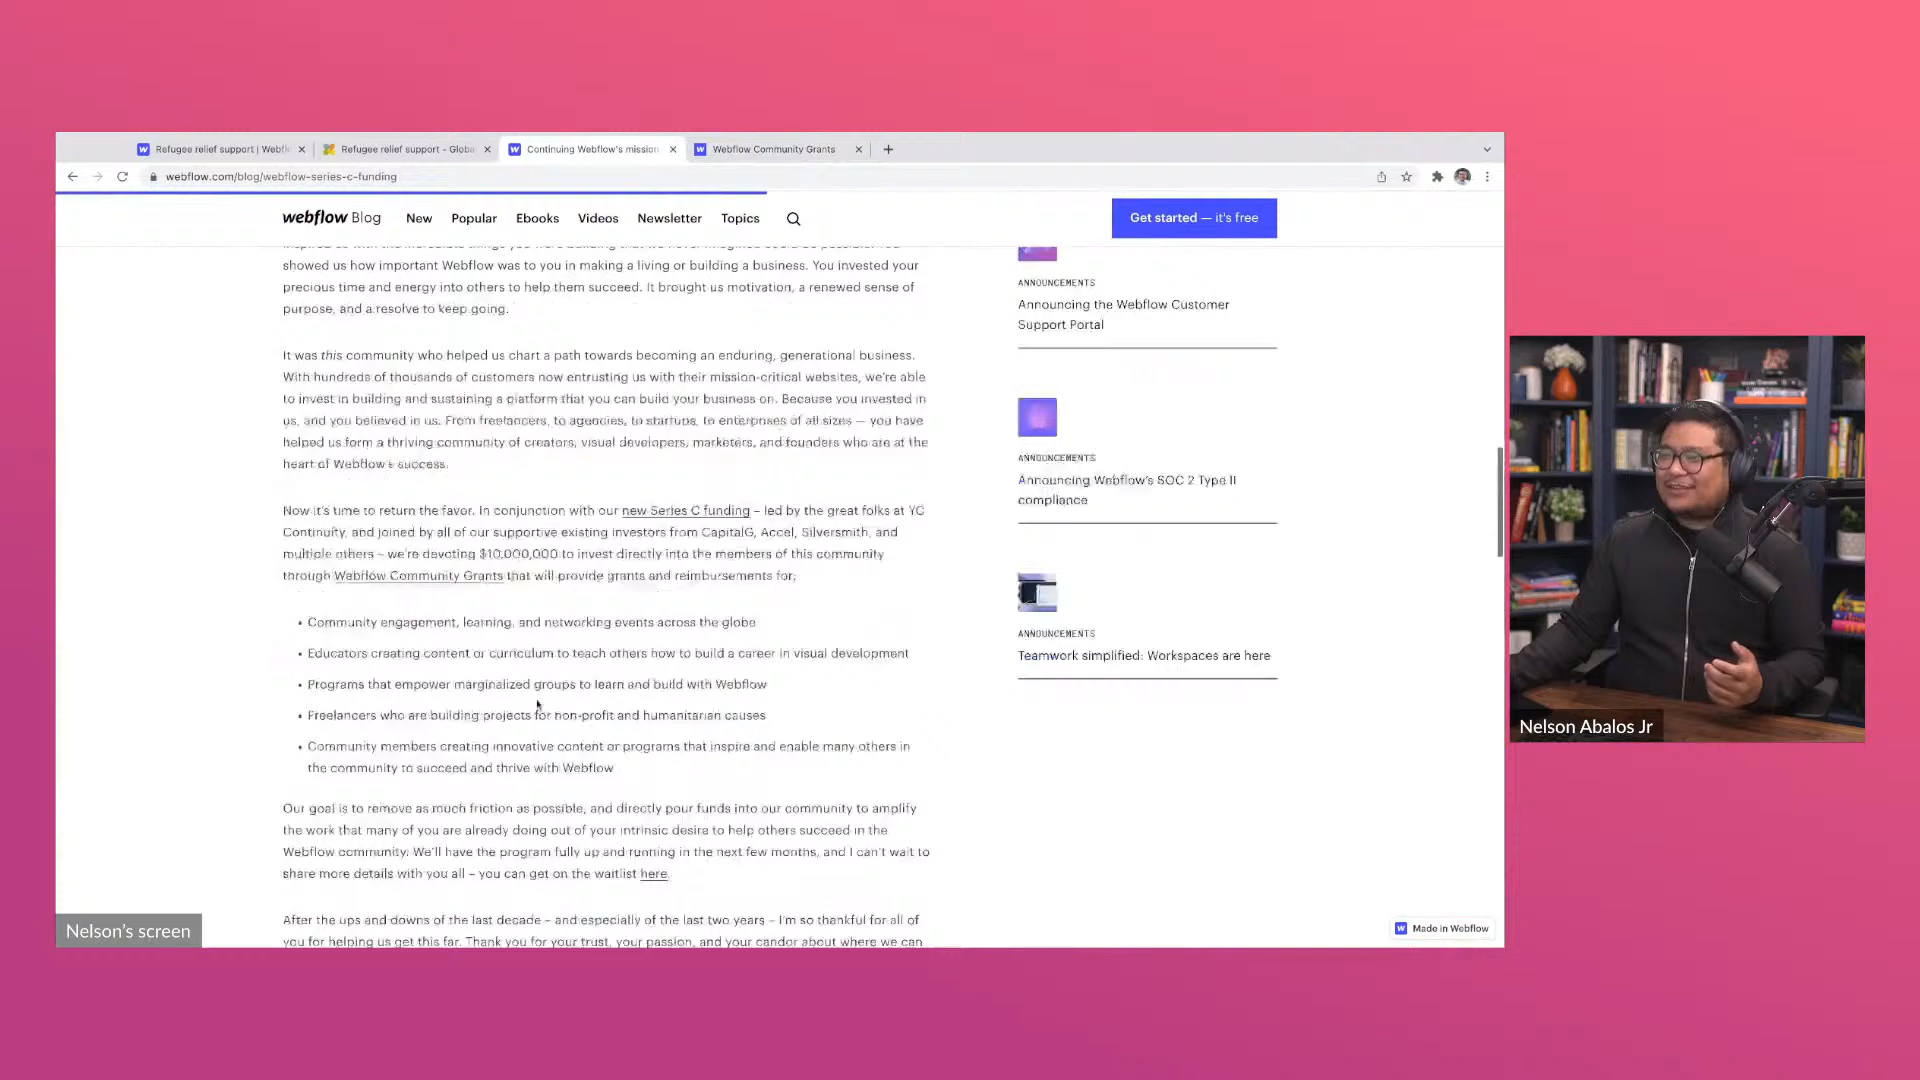 Refugee relief support | Webfl
Refugee relief support - Globa
Continuing Webflow's mission
Webflow Community Grants
webflow.com/blog/webflow-series-c-funding
webflow Blog
New
Popular
Ebooks
Videos
Newsletter
Topics
Get started — it's free
showed us how important Webflow was to you in making a living or building a business. You invested your
precious time and energy into others to help them succeed. It brought us motivation, a renewed sense of
purpose, and a resolve to keep going.
It was this community who helped us chart a path towards becoming an enduring, generational business.
With hundreds of thousands of customers now entrusting us with their mission-critical websites, we're able
to invest in building and sustaining a platform that you can build your business on. Because you invested in
us, and you believed in us. From freelancers, to agencies, to startups, to enterprises of all sizes — you have
helped us form a thriving community of creators, visual developers, marketers, and founders who are at the
heart of Webflow's success.
Now it's time to return the favor. In conjunction with our new Series C funding – led by the great folks at YC
Continuity, and joined by all of our supportive existing investors from CapitalG, Accel, Silversmith, and
multiple others – we're devoting $10,000,000 to invest directly into the members of this community
through Webflow Community Grants that will provide grants and reimbursements for:
• Community engagement, learning, and networking events across the globe
• Educators creating content or curriculum to teach others how to build a career in visual development
• Programs that empower marginalized groups to learn and build with Webflow
• Freelancers who are building projects for non-profit and humanitarian causes
• Community members creating innovative content or programs that inspire and enable many others in
the community to succeed and thrive with Webflow
Our goal is to remove as much friction as possible, and directly pour funds into our community to amplify
the work that many of you are already doing out of your intrinsic desire to help others succeed in the
Webflow community. We'll have the program fully up and running in the next few months, and I can't wait to
share more details with you all – you can get on the waitlist here.
After the ups and downs of the last decade – and especially of the last two years – I'm so thankful for all of
you for helping us get this far. Thank you for your trust, your passion, and your candor about where we can
ANNOUNCEMENTS
Announcing the Webflow Customer
Support Portal
ANNOUNCEMENTS
Announcing Webflow's SOC 2 Type II
compliance
ANNOUNCEMENTS
Teamwork simplified: Workspaces are here
Made in Webflow
Nelson's screen
Nelson Abalos Jr